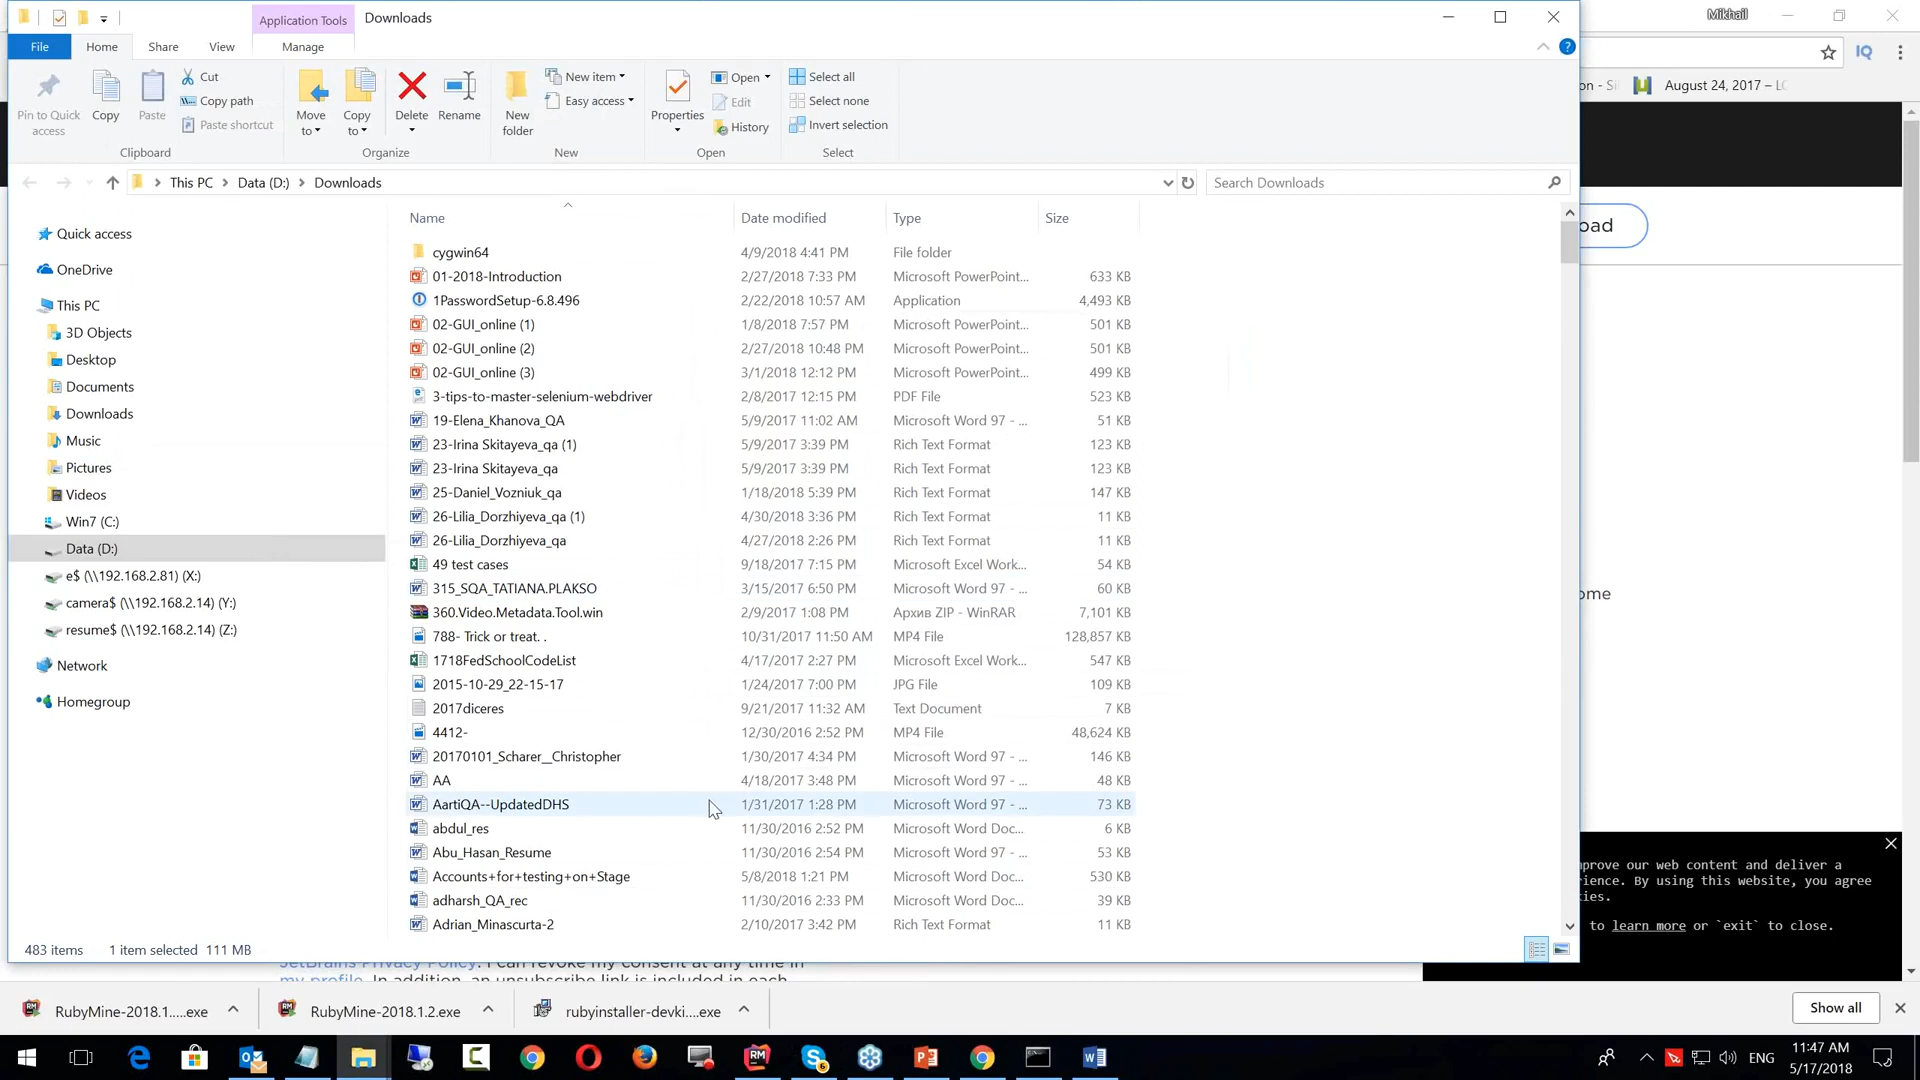 Application Tools
Downloads
Mikhail
File
Home
Share
View
Manage
Pin to Quick
access
Copy
Paste
Cut
Copy path
Paste shortcut
Clipboard
Move
to
Copy
to
Delete
Rename
Organize
New
folder
New item
Easy access
New
Properties
Open
Edit
History
Open
Select all
Select none
Invert selection
Select
August 24, 2017 –
This PC
Data (D:)
Downloads
Search Downloads
oad
Quick access
OneDrive
This PC
3D Objects
Desktop
Documents
Downloads
Music
Pictures
Videos
Win7 (C:)
Data (D:)
e$ (\\192.168.2.81) (X:)
camera$ (\\192.168.2.14) (Y:)
resume$ (\\192.168.2.14) (Z:)
Network
Homegroup
Name Date modified Type Size
cygwin64 4/9/2018 4:41 PM File folder
01-2018-Introduction 2/27/2018 7:33 PM Microsoft PowerPoint... 633 KB
1PasswordSetup-6.8.496 2/22/2018 10:57 AM Application 4,493 KB
02-GUI_online (1) 1/8/2018 7:57 PM Microsoft PowerPoint... 501 KB
02-GUI_online (2) 2/27/2018 10:48 PM Microsoft PowerPoint... 501 KB
02-GUI_online (3) 3/1/2018 12:12 PM Microsoft PowerPoint... 499 KB
3-tips-to-master-selenium-webdriver 2/8/2017 12:15 PM PDF File 523 KB
19-Elena_Khanova_QA 5/9/2017 11:02 AM Microsoft Word 97 - ... 51 KB
23-Irina Skitayeva_qa (1) 5/9/2017 3:39 PM Rich Text Format 123 KB
23-Irina Skitayeva_qa 5/9/2017 3:39 PM Rich Text Format 123 KB
25-Daniel_Vozniuk_qa 1/18/2018 5:39 PM Rich Text Format 147 KB
26-Lilia_Dorzhiyeva_qa (1) 4/30/2018 3:36 PM Rich Text Format 11 KB
26-Lilia_Dorzhiyeva_qa 4/27/2018 2:26 PM Rich Text Format 11 KB
49 test cases 9/18/2017 7:15 PM Microsoft Excel Work... 54 KB
315_SQA_TATIANA.PLAKSO 3/15/2017 6:50 PM Microsoft Word 97 - ... 60 KB
360.Video.Metadata.Tool.win 2/9/2017 1:08 PM Архив ZIP - WinRAR 7,101 KB
788- Trick or treat. . 10/31/2017 11:50 AM MP4 File 128,857 KB
1718FedSchoolCodeList 4/17/2017 2:27 PM Microsoft Excel Work... 547 KB
2015-10-29_22-15-17 1/24/2017 7:00 PM JPG File 109 KB
2017diceres 9/21/2017 11:32 AM Text Document 7 KB
4412- 12/30/2016 2:52 PM MP4 File 48,624 KB
20170101_Scharer__Christopher 1/30/2017 4:34 PM Microsoft Word 97 - ... 146 KB
AA 4/18/2017 3:48 PM Microsoft Word 97 - ... 48 KB
AartiQA--UpdatedDHS 1/31/2017 1:28 PM Microsoft Word 97 - ... 73 KB
abdul_res 11/30/2016 2:52 PM Microsoft Word Doc... 6 KB
Abu_Hasan_Resume 11/30/2016 2:54 PM Microsoft Word 97 - ... 53 KB
Accounts+for+testing+on+Stage 5/8/2018 1:21 PM Microsoft Word Doc... 530 KB
adharsh_QA_rec 11/30/2016 2:33 PM Microsoft Word Doc... 39 KB
Adrian_Minascurta-2 2/10/2017 3:42 PM Rich Text Format 11 KB
ome
mprove our web content and deliver a
rience. By using this website, you agree
kies.
to learn more or `exit` to close.
483 items 1 item selected 111 MB
JetBrains Privacy Policy. I can revoke my consent at any time in
my profile. In addition, an unsubscribe link is included in each
RubyMine-2018.1.....exe
RubyMine-2018.1.2.exe
rubyinstaller-devki....exe
Show all
ENG
11:47 AM
5/17/2018